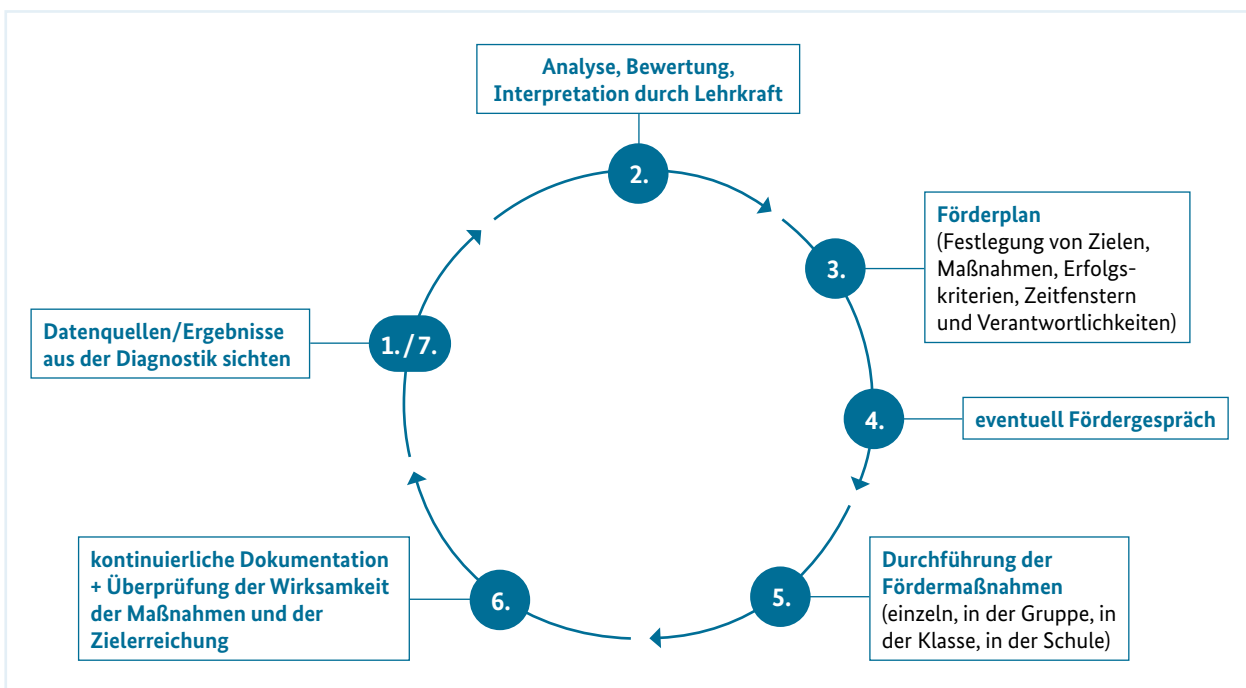 Analyse, Bewertung,
Interpretation durch Lehrkraft
2.
Förderplan
(Festlegung von Zielen,
Maßnahmen, Erfolgs-
kriterien, Zeitfenstern
und Verantwortlichkeiten)
3.
Datenquellen/Ergebnisse
aus der Diagnostik sichten
1./7.
4.
eventuell Fördergespräch
kontinuierliche Dokumentation
+ Überprüfung der Wirksamkeit
der Maßnahmen und der
Zielerreichung
6.
5.
Durchführung der
Fördermaßnahmen
(einzeln, in der Gruppe, in
der Klasse, in der Schule)